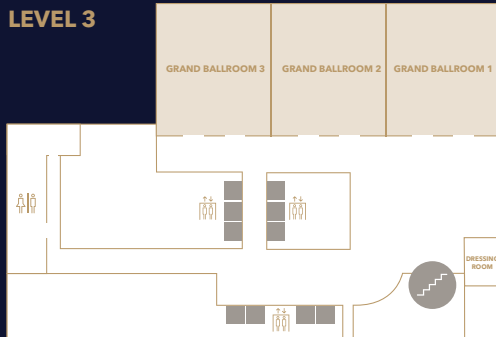 LEVEL 3
GRAND BALLROOM 3
GRAND BALLROOM 2
GRAND BALLROOM 1
DRESSING
ROOM